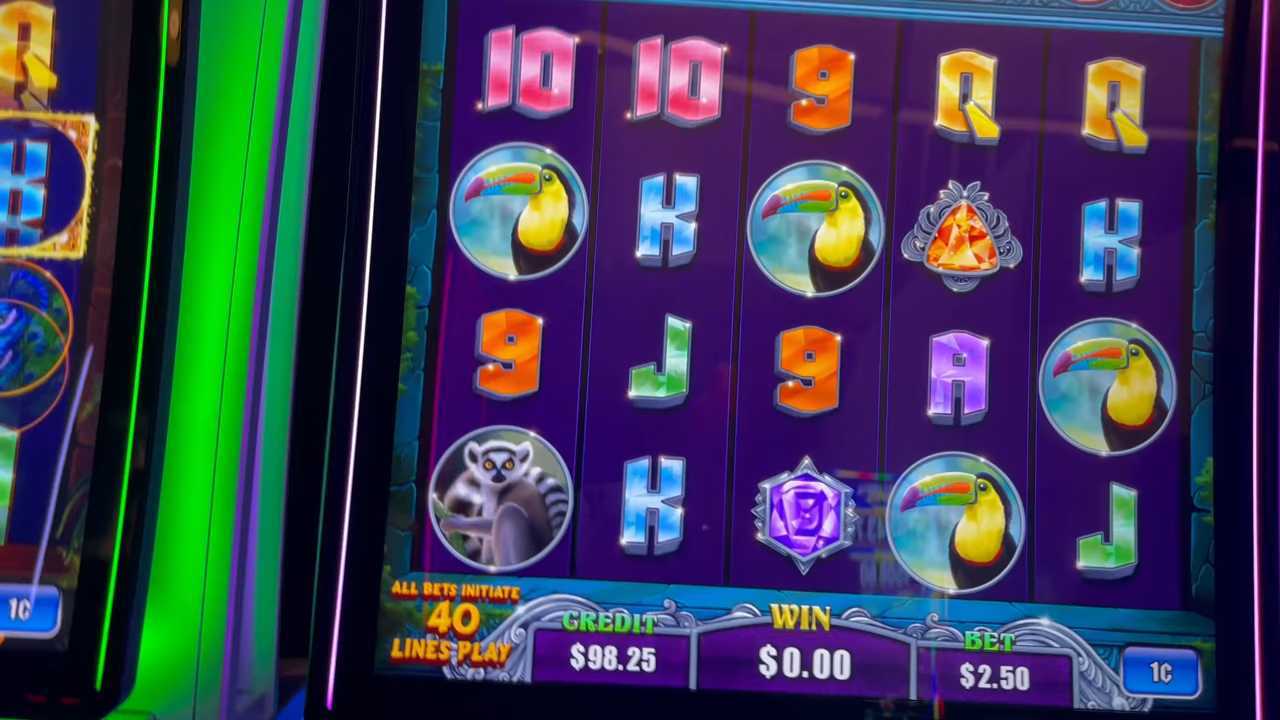 10 10 9 Q Q
K K
9 J 9 A
K J
Q
K
ALL BETS INITIATE
40
LINES PLAY
CREDIT
$98.25
WIN
$0.00
BET
$2.50
1¢
1¢